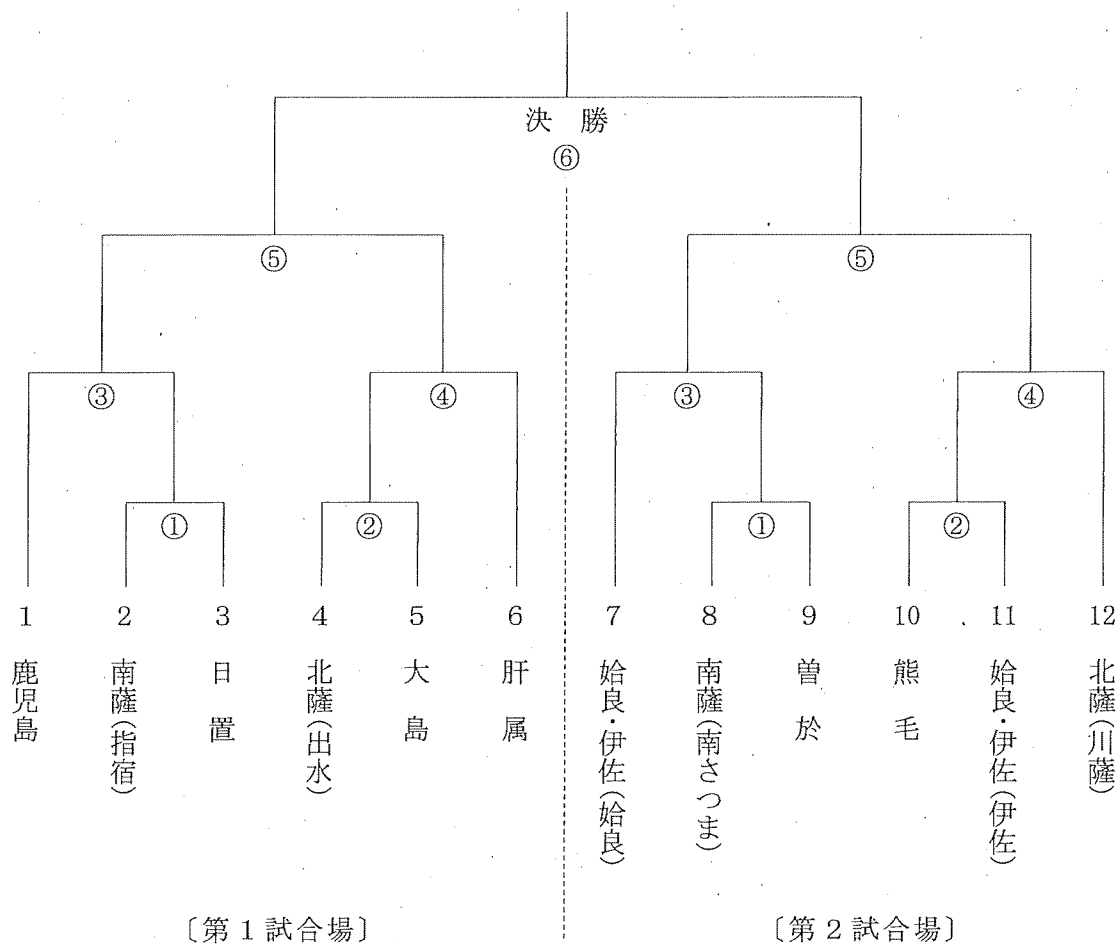 決勝
⑥
⑤ ⑤
③ ④ ③ ④
① ② ① ②
1 2 3 4 5 6 7 8 9 10 11 12
鹿児島
南薩(指宿)
日置
北薩(出水)
大島
肝属
姶良・伊佐(姶良)
南薩(南さつま)
曽於
熊毛
姶良・伊佐(伊佐)
北薩(川薩)
〔第1試合場〕 〔第2試合場〕